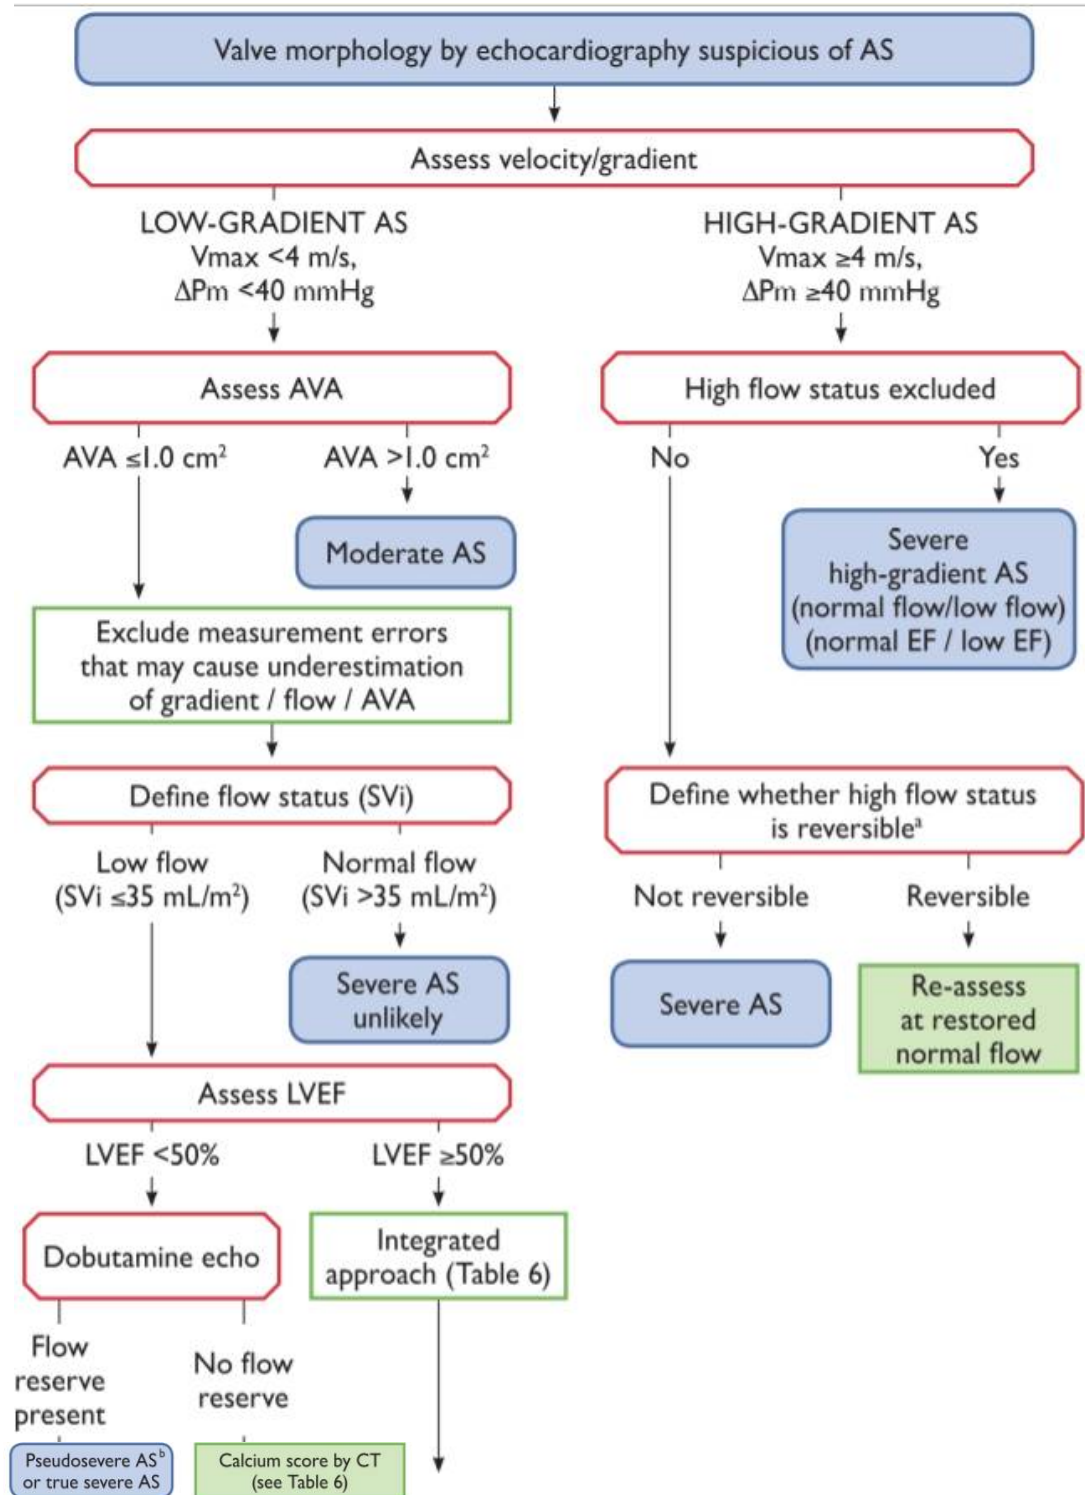 Valve morphology by echocardiography suspicious of AS
Assess velocity/gradient
LOW-GRADIENT AS
Vmax <4 m/s,
ΔPm <40 mmHg
HIGH-GRADIENT AS
Vmax ≥4 m/s,
ΔPm ≥40 mmHg
Assess AVA
High flow status excluded
AVA ≤1.0 cm²
AVA >1.0 cm²
No
Yes
Moderate AS
Severe
high-gradient AS
(normal flow/low flow)
(normal EF / low EF)
Exclude measurement errors
that may cause underestimation
of gradient / flow / AVA
Define flow status (SVi)
Define whether high flow status
is reversibleᵃ
Low flow
(SVi ≤35 mL/m²)
Normal flow
(SVi >35 mL/m²)
Not reversible
Reversible
Severe AS
unlikely
Severe AS
Re-assess
at restored
normal flow
Assess LVEF
LVEF <50%
LVEF ≥50%
Dobutamine echo
Integrated
approach (Table 6)
Flow
reserve
present
No flow
reserve
Pseudosevere ASᵇ
or true severe AS
Calcium score by CT
(see Table 6)